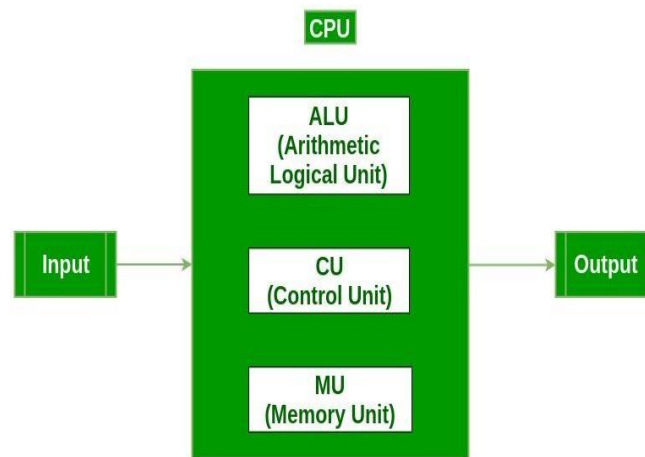 CPU
ALU
(Arithmetic
Logical Unit)
Input
CU
(Control Unit)
Output
MU
(Memory Unit)